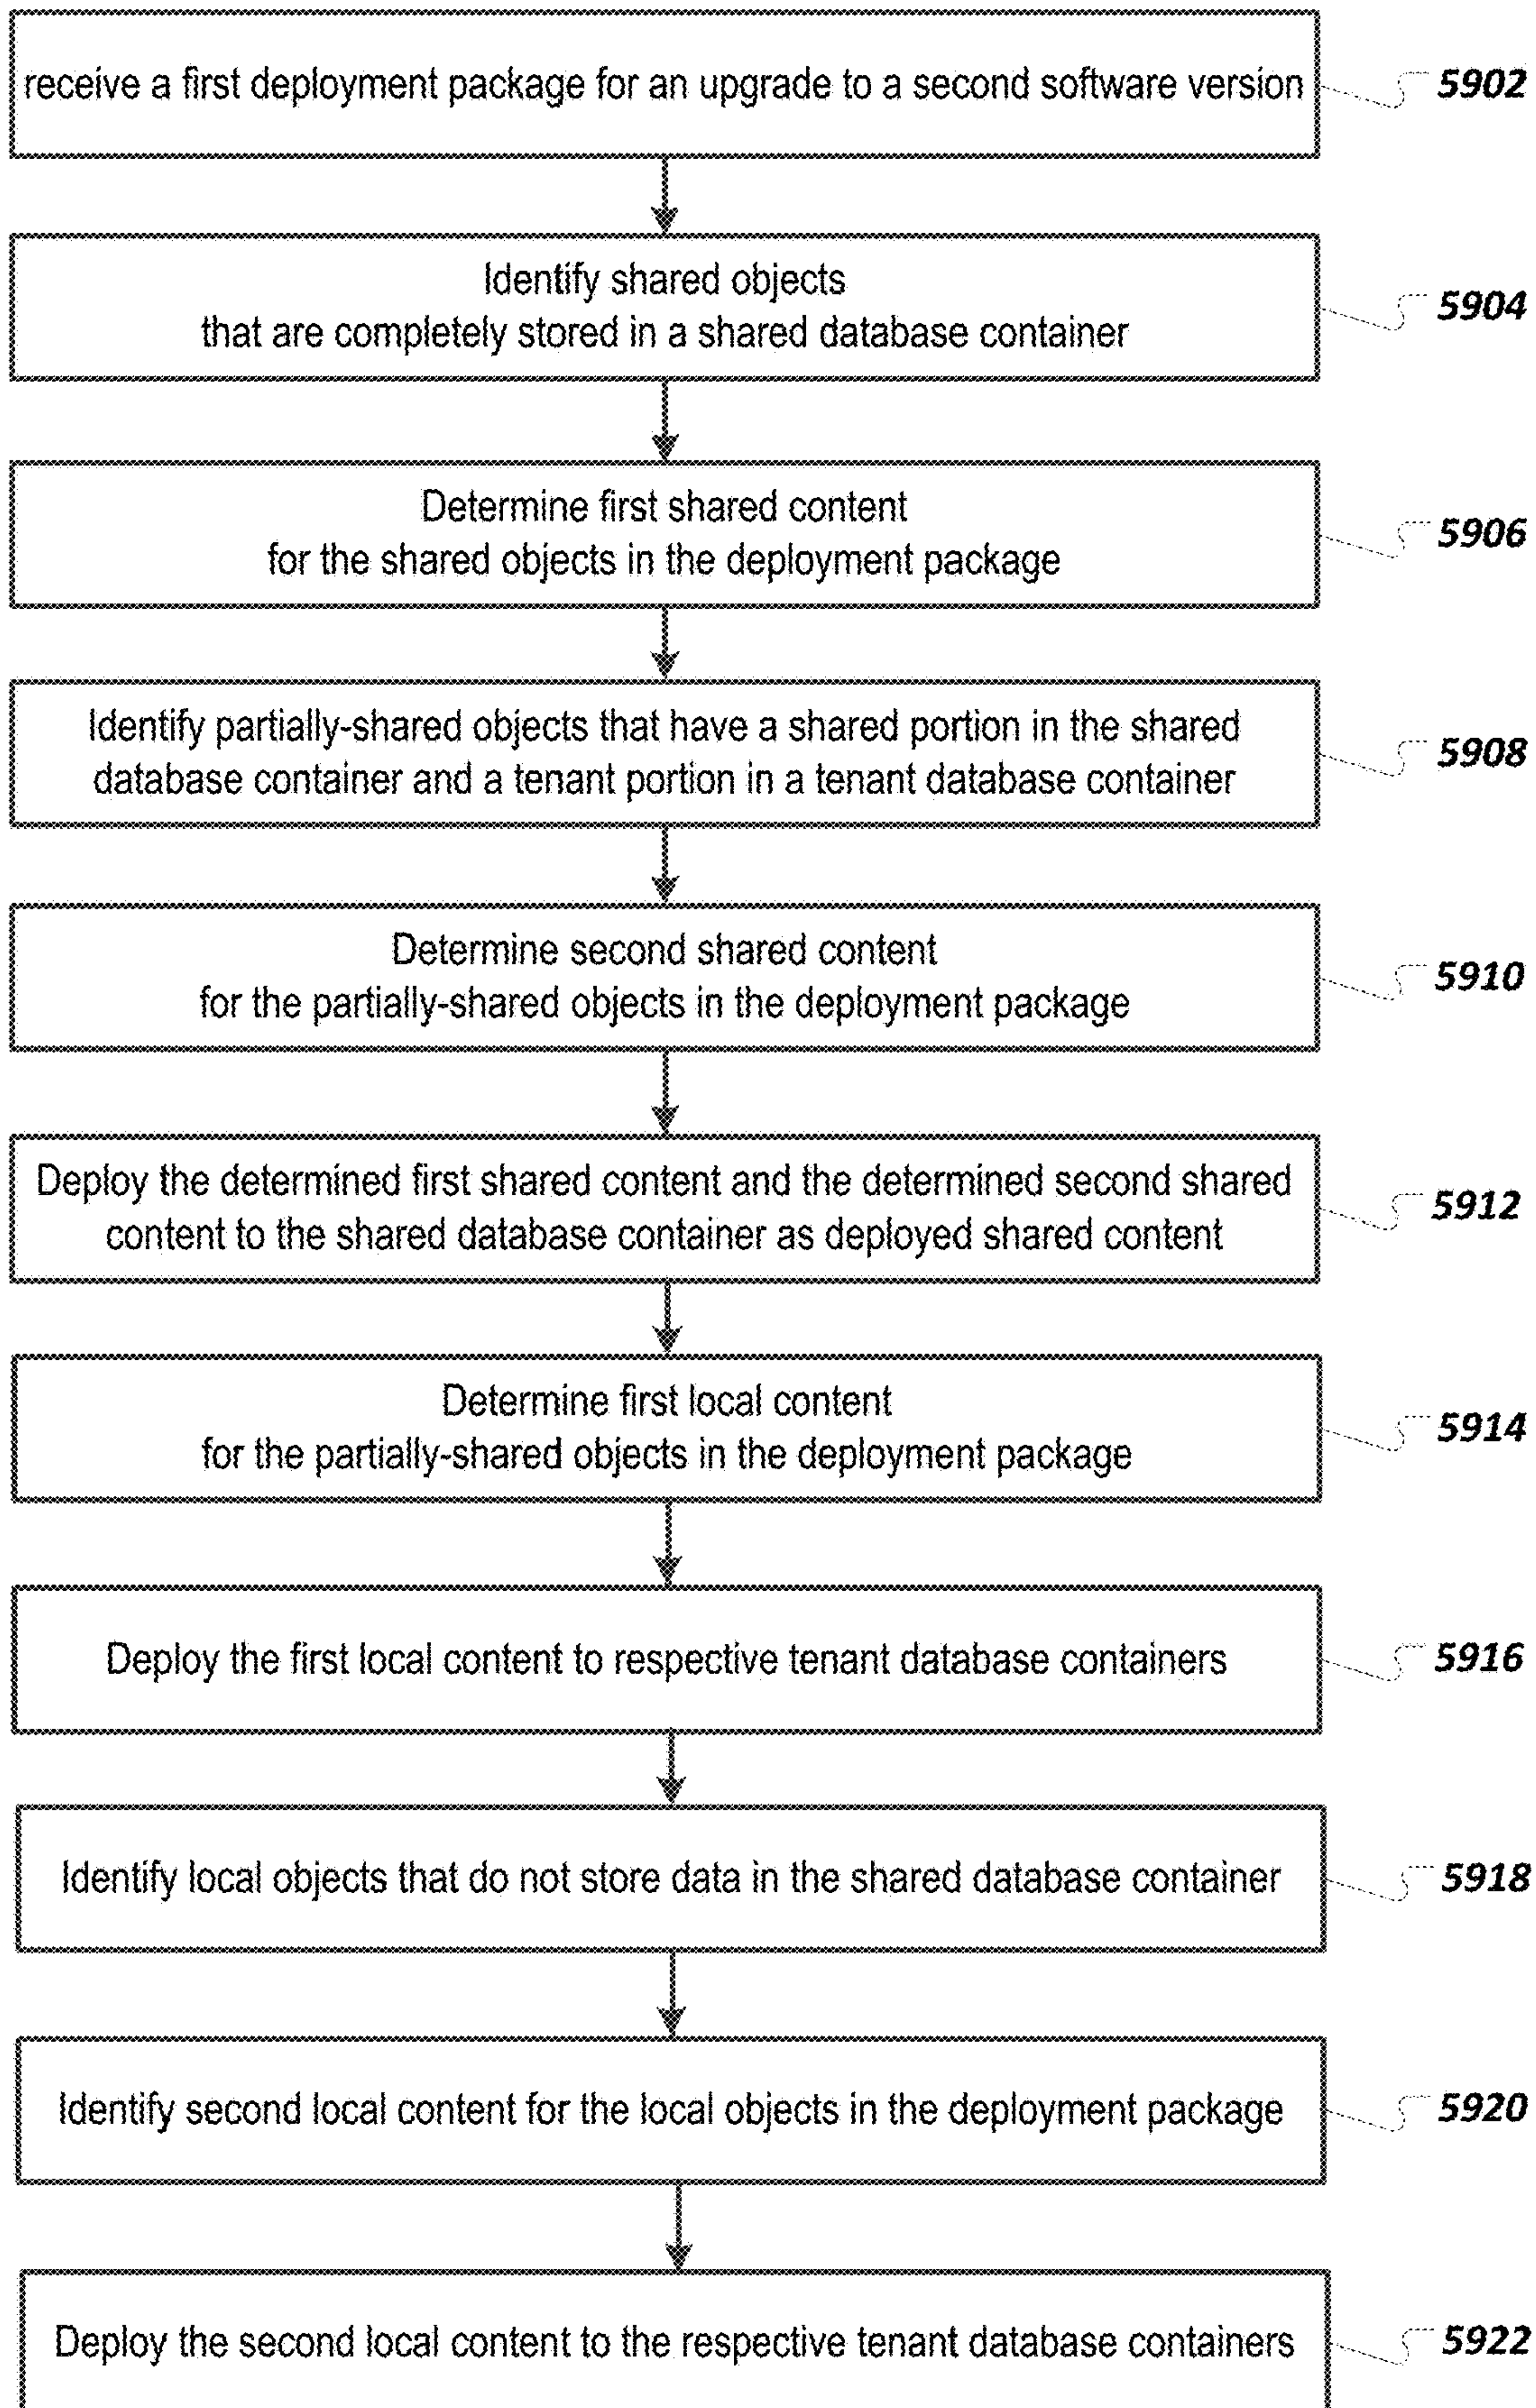 receive a first deployment package for an upgrade to a second software version
5902
Identify shared objects
that are completely stored in a shared database container
5904
Determine first shared content
for the shared objects in the deployment package
5906
Identify partially-shared objects that have a shared portion in the shared
database container and a tenant portion in a tenant database container
5908
Determine second shared content
for the partially-shared objects in the deployment package
5910
Deploy the determined first shared content and the determined second shared
content to the shared database container as deployed shared content
5912
Determine first local content
for the partially-shared objects in the deployment package
5914
Deploy the first local content to respective tenant database containers
5916
Identify local objects that do not store data in the shared database container
5918
Identify second local content for the local objects in the deployment package
5920
Deploy the second local content to the respective tenant database containers
5922